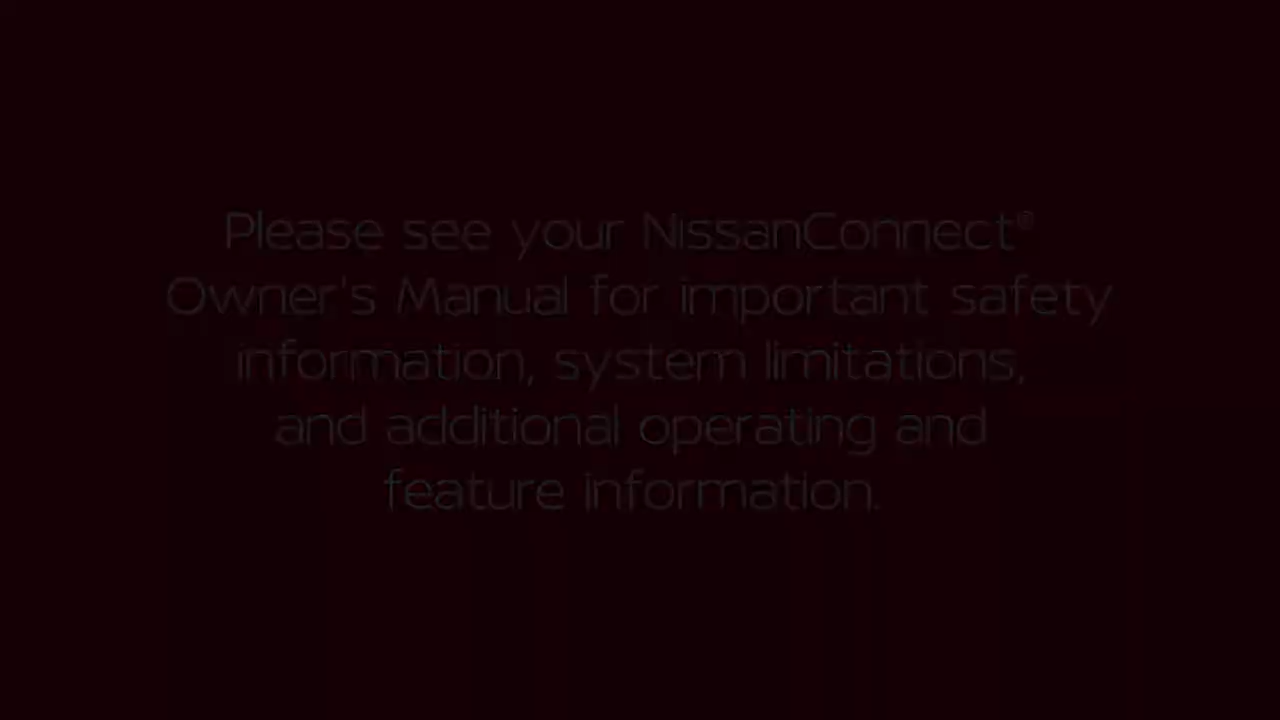 Please see your NissanConnect®
Owner's Manual for important safety
information, system limitations,
and additional operating and
feature information.